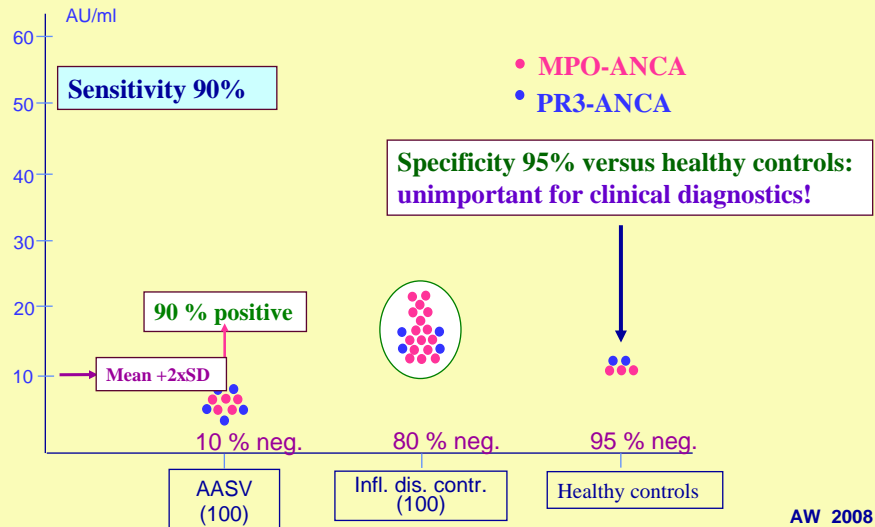 AU/ml
60
50
40
30
20
10
Sensitivity 90%
• MPO-ANCA
• PR3-ANCA
Specificity 95% versus healthy controls:
unimportant for clinical diagnostics!
90 % positive
Mean +2xSD
10 % neg.
80 % neg.
95 % neg.
AASV
(100)
Infl. dis. contr.
(100)
Healthy controls
AW 2008